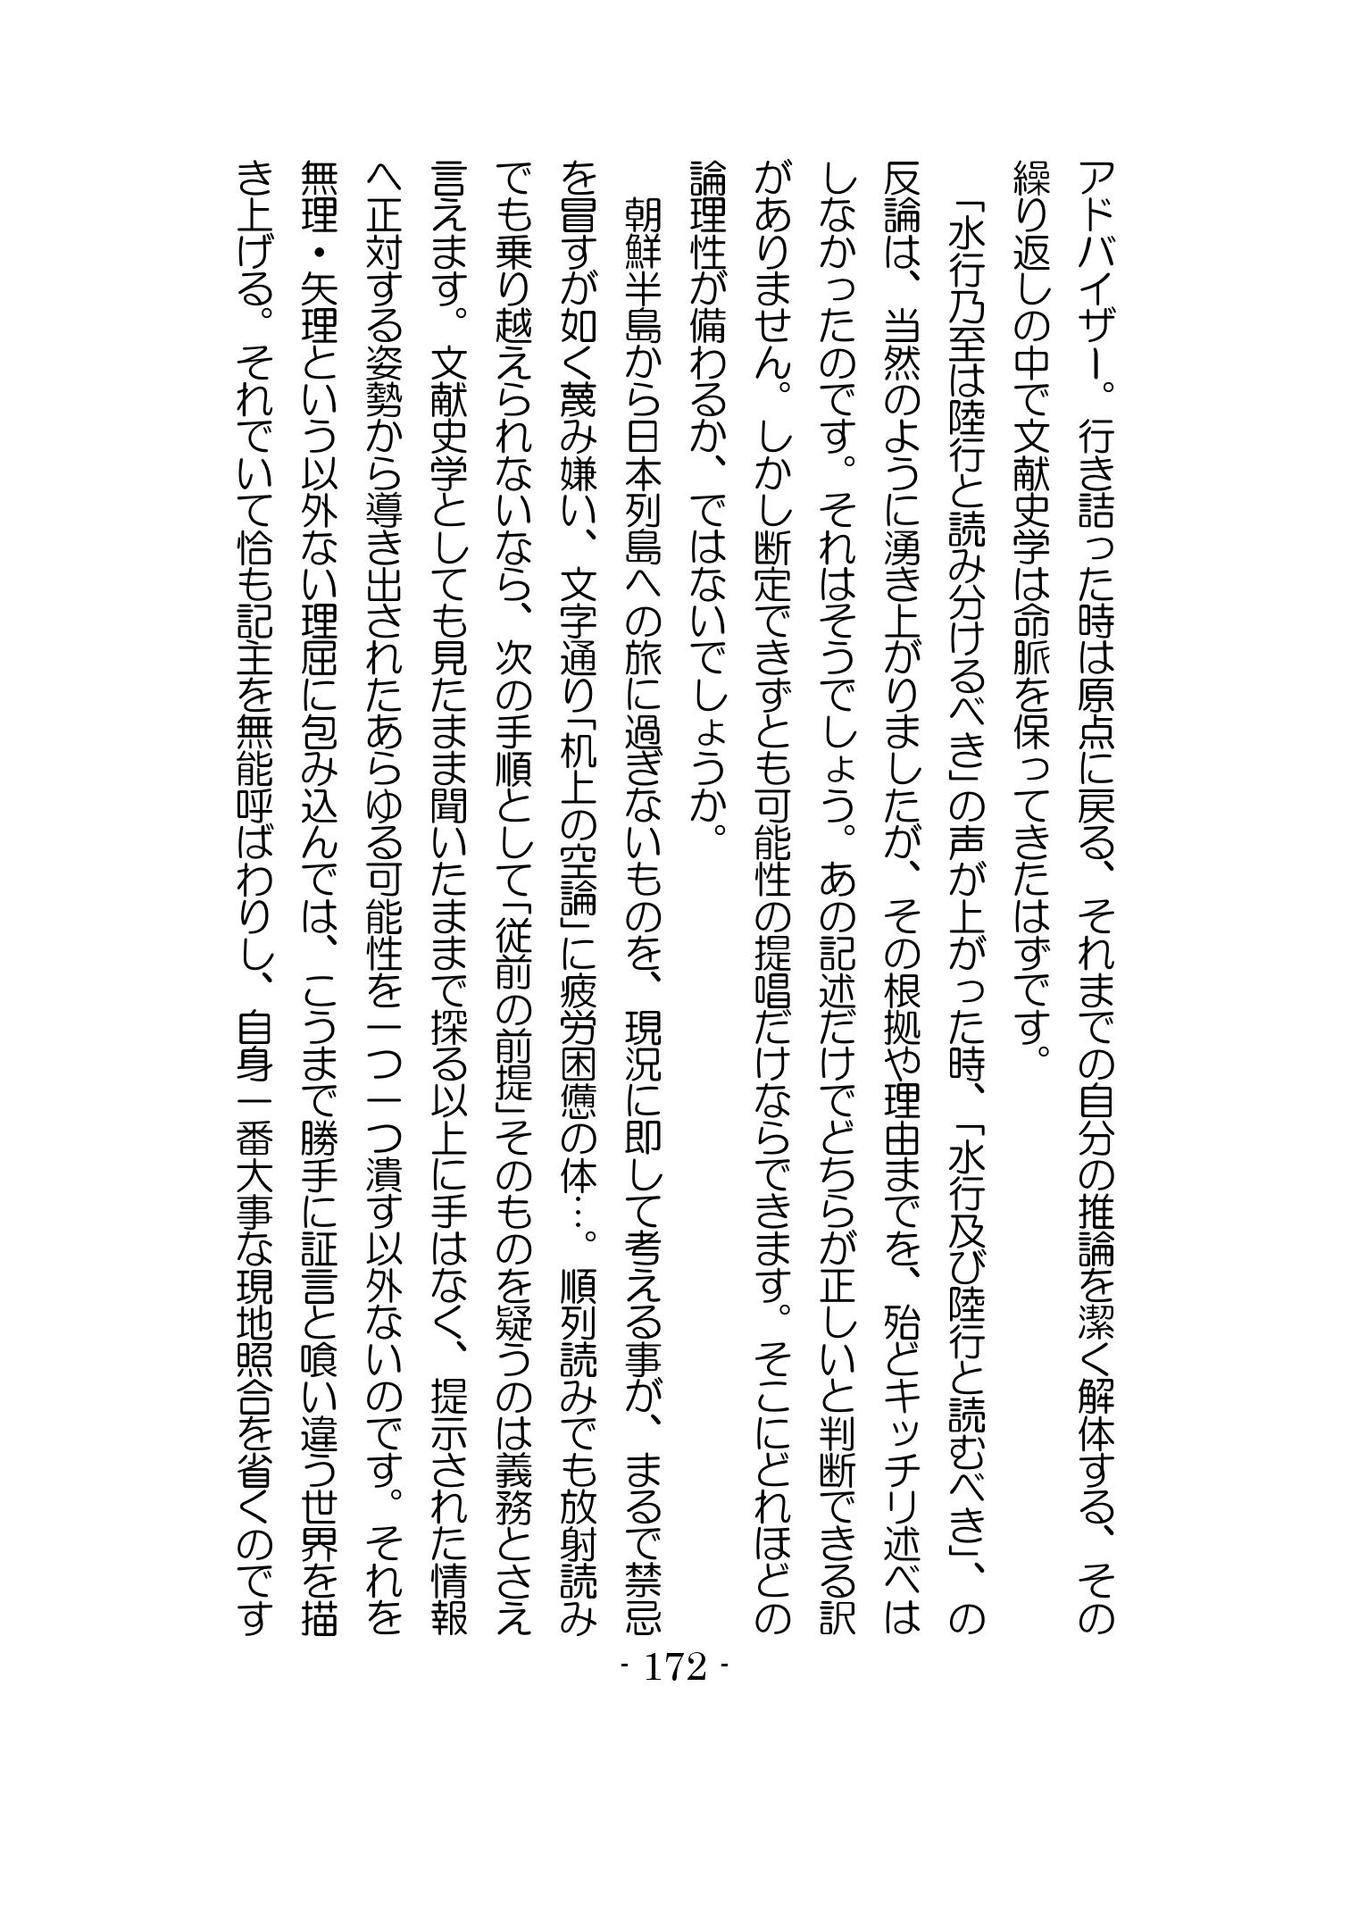 アドバイザー。行き詰った時は原点に戻る、それまでの自分の推論を潔く解体する、その
繰り返しの中で文献史学は命脈を保ってきたはずです。
「水行乃至は陸行と読み分けるべき」の声が上がった時、「水行及び陸行と読むべき」、の
反論は、当然のように湧き上がりましたが、その根拠や理由までを、殆どキッチリ述べは
しなかったのです。それはそうでしょう。あの記述だけでどちらが正しいと判断できる訳
がありません。しかし断定できずとも可能性の提唱だけならできます。そこにどれほどの
論理性が備わるか、ではないでしょうか。
朝鮮半島から日本列島への旅に過ぎないものを、現況に即して考える事が、まるで禁忌
を冒すが如く蔑み嫌い、文字通り「机上の空論」に疲労困憊の体…。順列読みでも放射読み
でも乗り越えられないなら、次の手順として「従前の前提」そのものを疑うのは義務とさえ
言えます。文献史学としても見たまま聞いたままで探る以上に手はなく、提示された情報
へ正対する姿勢から導き出されたあらゆる可能性を一つ一つ潰す以外ないのです。それを
無理・矢理という以外ない理屈に包み込んでは、こうまで勝手に証言と喰い違う世界を描
き上げる。それでいて恰も記主を無能呼ばわりし、自身一番大事な現地照合を省くのです
- 172 -